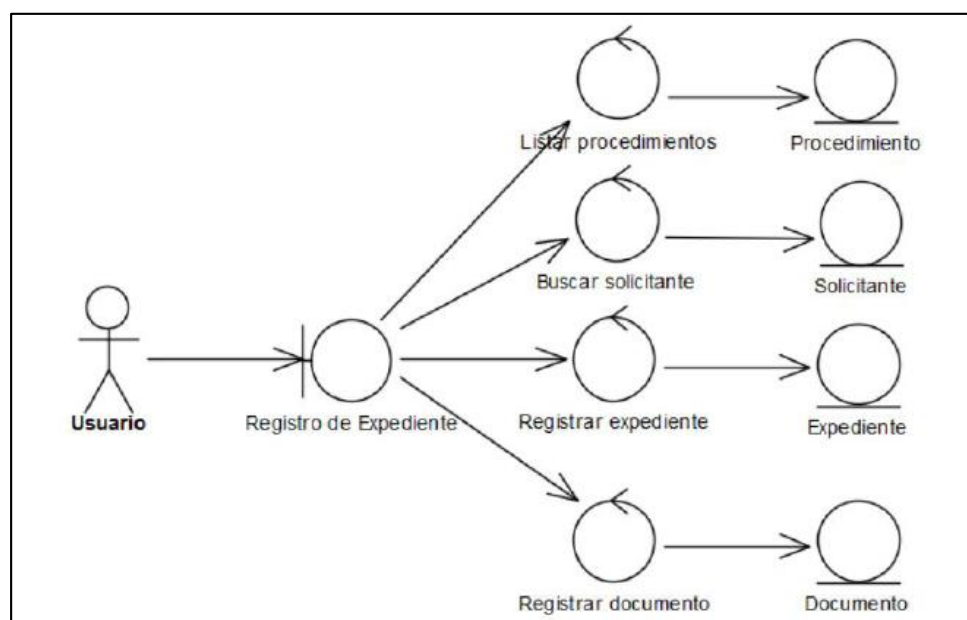 Listar procedimientos
Procedimiento
Buscar solicitante
Solicitante
Usuario
Registro de Expediente
Registrar expediente
Expediente
Registrar documento
Documento